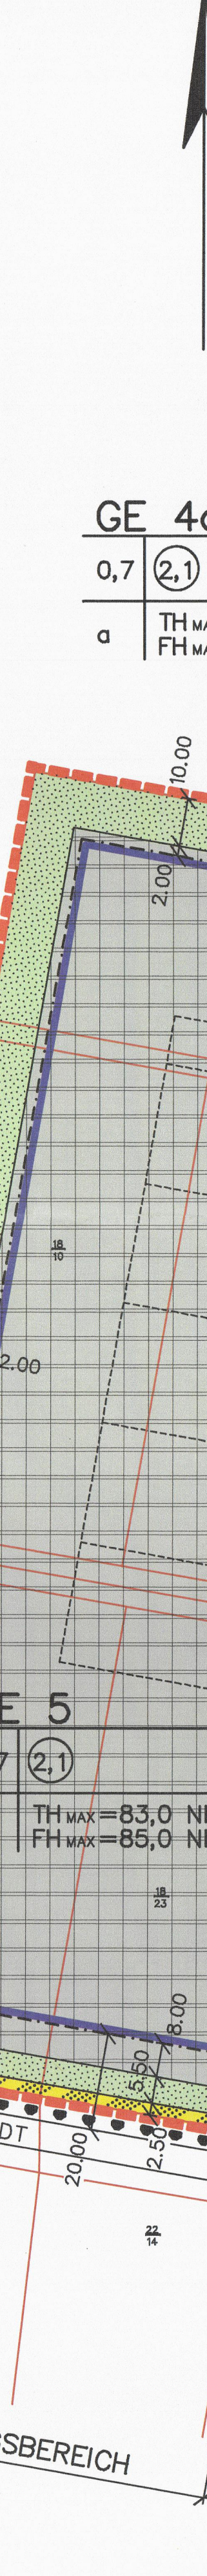 GE 4
0,7 2,1
a TH MA
FH MA
10.00
2.00
18
10
2.00
E 5
7 2,1
TH MAX=83,0 N
FH MAX=85,0 N
18
23
8.00
5.50
2.50
20.00
DT
22
14
SSBEREICH